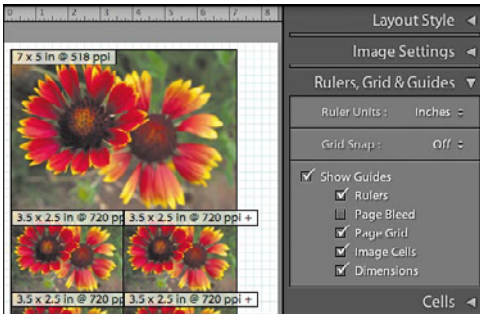 0 1 2 3 4 5 6 7 8
7 x 5 in @ 518 ppi
3.5 x 2.5 in @ 720 pp 3.5 x 2.5 in @ 720 ppi +
3.5 x 2.5 in @ 720 pp 3.5 x 2.5 in @ 720 ppi +
Layout Style
Image Settings
Rulers, Grid & Guides
Ruler Units : Inches
Grid Snap : Off
Show Guides
Rulers
Page Bleed
Page Grid
Image Cells
Dimensions
Cells